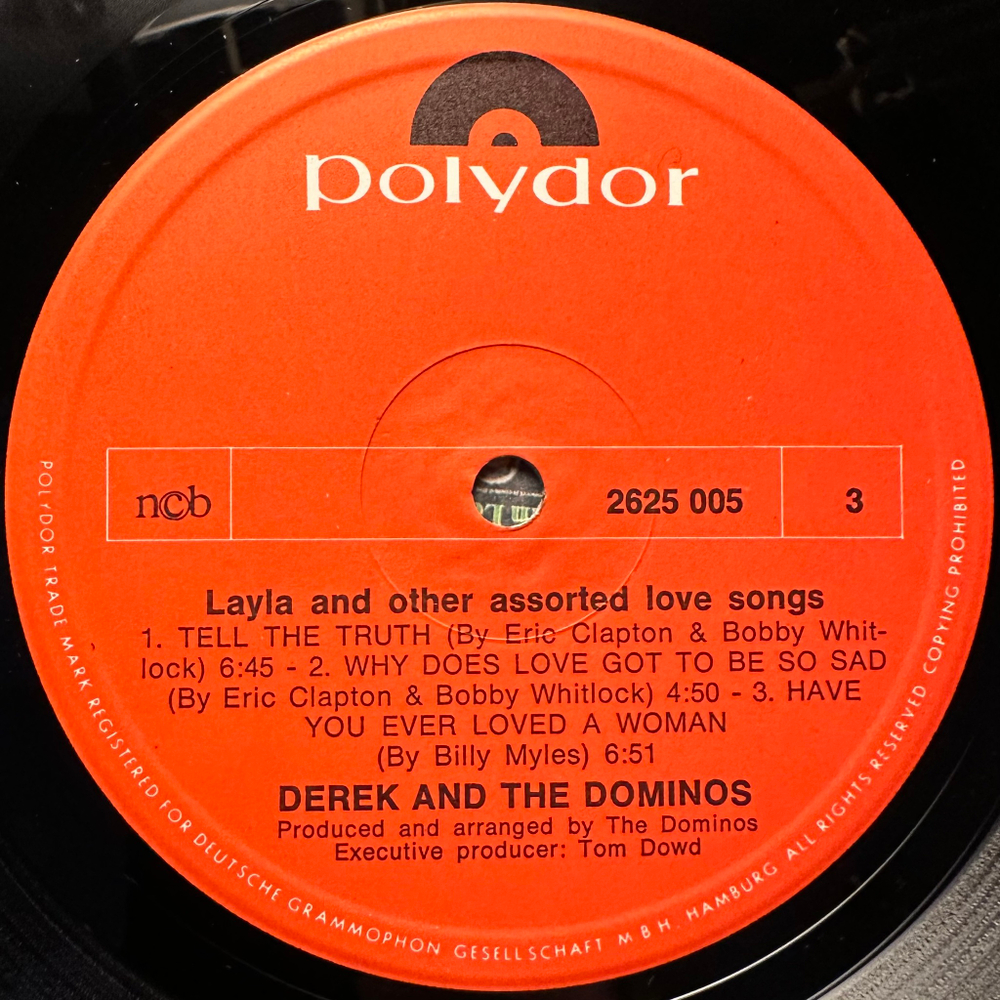 polydor
ncb
2625 005
3
Layla and other assorted love songs
1. TELL THE TRUTH (By Eric Clapton & Bobby Whit-
lock) 6:45 - 2. WHY DOES LOVE GOT TO BE SO SAD
(By Eric Clapton & Bobby Whitlock) 4:50 - 3. HAVE
YOU EVER LOVED A WOMAN
(By Billy Myles) 6:51
DEREK AND THE DOMINOS
Produced and arranged by The Dominos
Executive producer: Tom Dowd
POLYDOR TRADE MARK REGISTERED FOR DEUTSCHE GRAMMOPHON GESELLSCHAFT M B H. HAMBURG ALL RIGHTS RESERVED COPYING PROHIBITED